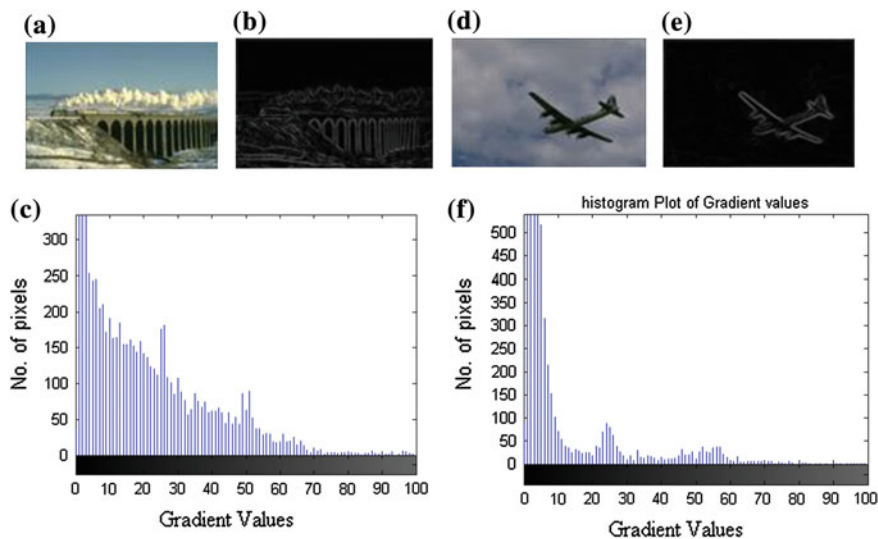 (a)
(b)
(d)
(e)
(c)
300
250
200
150
100
50
0
No. of pixels
0 10 20 30 40 50 60 70 80 90 100
Gradient Values
(f)
histogram Plot of Gradient values
500
450
400
350
300
250
200
150
100
50
0
No. of pixels
0 10 20 30 40 50 60 70 80 90 100
Gradient Values